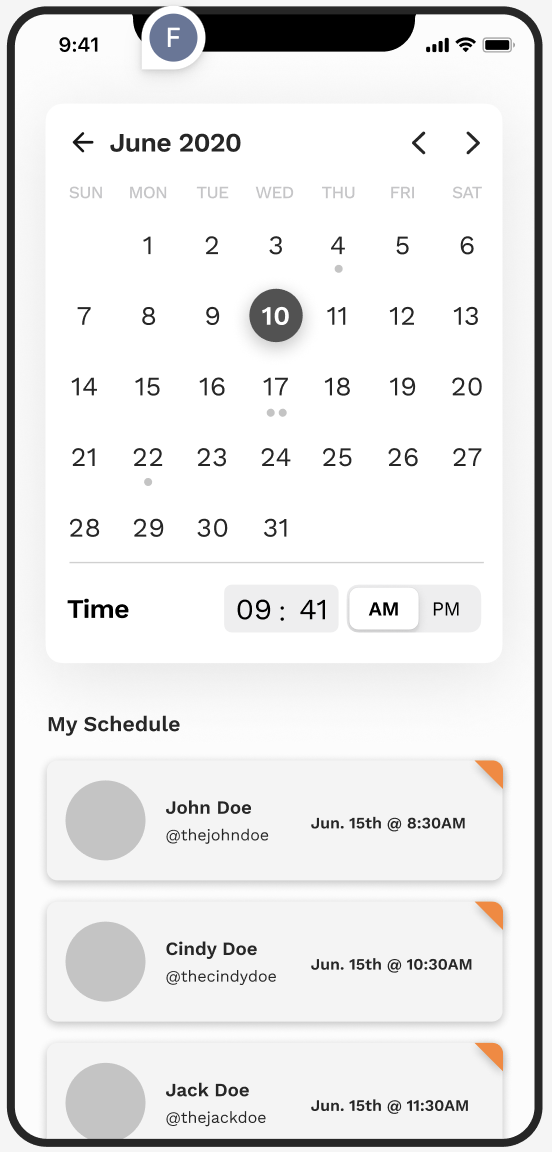 9:41
F
June 2020
SUN MON TUE WED THU FRI SAT
1 2 3 4 5 6
7 8 9 10 11 12 13
14 15 16 17 18 19 20
21 22 23 24 25 26 27
28 29 30 31
Time 09 : 41 AM PM
My Schedule
John Doe
@thejohndoe
Jun. 15th @ 8:30AM
Cindy Doe
@thecindydoe
Jun. 15th @ 10:30AM
Jack Doe
@thejackdoe
Jun. 15th @ 11:30AM